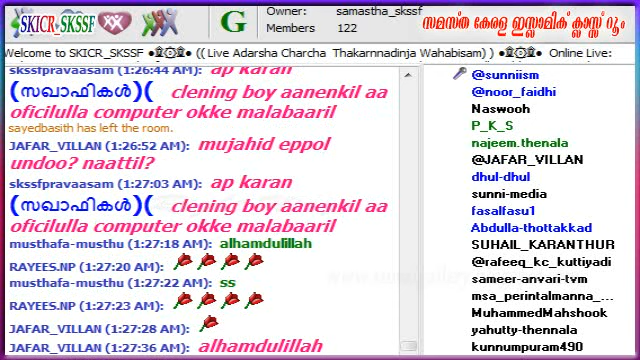 SKICR_SKSSF
G
Owner: samastha_skssf
Members 122
സമസ്ത കേരള ഇസ്ലാമിക് ക്ലാസ്സ് റൂം
Welcome to SKICR_SKSSF ●۩۞۩● (( Live Adarsha Charcha Thakarnnadinja Wahabisam)) ●۩۞۩● Online Live:
skssfpravaasam (1:26:44 AM): ap karan
(സഖാഫികൾ)( clening boy aanenkil aa
oficilulla computer okke malabaaril
sayedbasith has left the room.
JAFAR_VILLAN (1:26:52 AM): mujahid eppol
undoo? naattil?
skssfpravaasam (1:27:03 AM): ap karan
(സഖാഫികൾ)( clening boy aanenkil aa
oficilulla computer okke malabaaril
musthafa-musthu (1:27:18 AM): alhamdulillah
RAYEES.NP (1:27:20 AM):
musthafa-musthu (1:27:22 AM): ss
RAYEES.NP (1:27:23 AM):
JAFAR_VILLAN (1:27:28 AM):
JAFAR_VILLAN (1:27:36 AM): alhamdulillah
@sunniism
@noor_faidhi
Naswooh
P_K_S
najeem.thenala
@JAFAR_VILLAN
dhul-dhul
sunni-media
fasalfasu1
Abdulla-thottakkad
SUHAIL_KARANTHUR
@rafeeq_kc_kuttiyadi
sameer-anvari-tvm
msa_perintalmanna_...
MuhammedMahshook
yahutty-thennala
kunnumpuram490